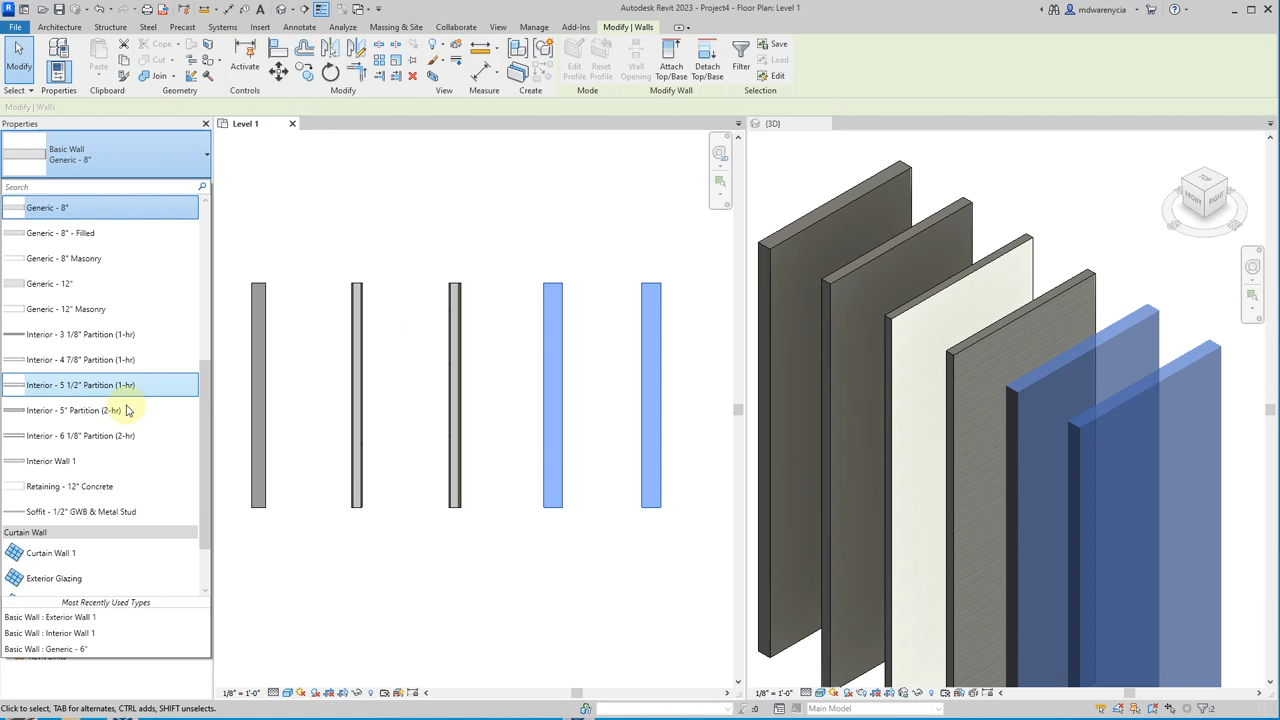 Autodesk Revit 2023 - Project4 - Floor Plan: Level 1
mdwarenycia
File Architecture Structure Steel Precast Systems Insert Annotate Analyze Massing & Site Collaborate View Manage Add-Ins Modify | Walls
Modify
Properties
Paste
Cope
Cut
Join
Activate
Edit Profile
Reset Profile
Wall Opening
Attach Top/Base
Detach Top/Base
Filter
Save
Load
Edit
Select Properties Clipboard Geometry Controls Modify View Measure Create Mode Modify Wall Selection
Modify | Walls
Properties
Level 1
{3D}
Basic Wall
Generic - 8"
Search
Generic - 8"
Generic - 8" - Filled
Generic - 8" Masonry
Generic - 12"
Generic - 12" Masonry
Interior - 3 1/8" Partition (1-hr)
Interior - 4 7/8" Partition (1-hr)
Interior - 5 1/2" Partition (1-hr)
Interior - 5" Partition (2-hr)
Interior - 6 1/8" Partition (2-hr)
Interior Wall 1
Retaining - 12" Concrete
Soffit - 1/2" GWB & Metal Stud
Curtain Wall
Curtain Wall 1
Exterior Glazing
Most Recently Used Types
Basic Wall : Exterior Wall 1
Basic Wall : Interior Wall 1
Basic Wall : Generic - 6"
2D
TOP
FRONT
RIGHT
1/8" = 1'-0"
1/8" = 1'-0"
Click to select, TAB for alternates, CTRL adds, SHIFT unselects.
:0
Main Model
:2